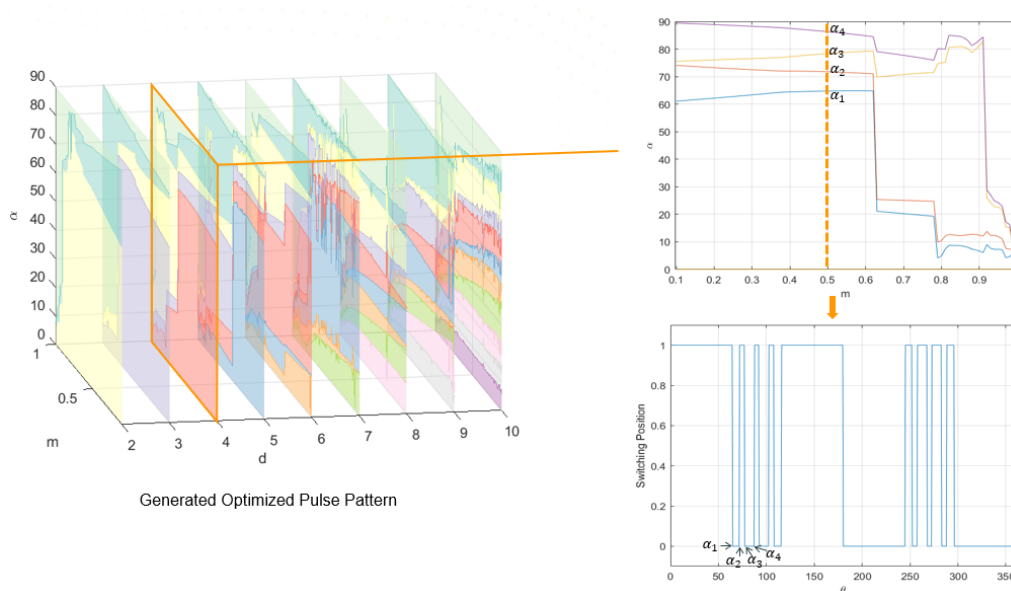 90
80
70
60
50
40
30
20
10
0
α
1
0.5
m
2
3
4
5
6
7
8
9
10
d
Generated Optimized Pulse Pattern
90
80
70
60
50
40
30
20
10
0
α
α₄
α₃
α₂
α₁
0.1 0.2 0.3 0.4 0.5 0.6 0.7 0.8 0.9
m
1
0.8
0.6
0.4
0.2
0
Switching Position
α₁
α₂ α₃ α₄
0 50 100 150 200 250 300 350